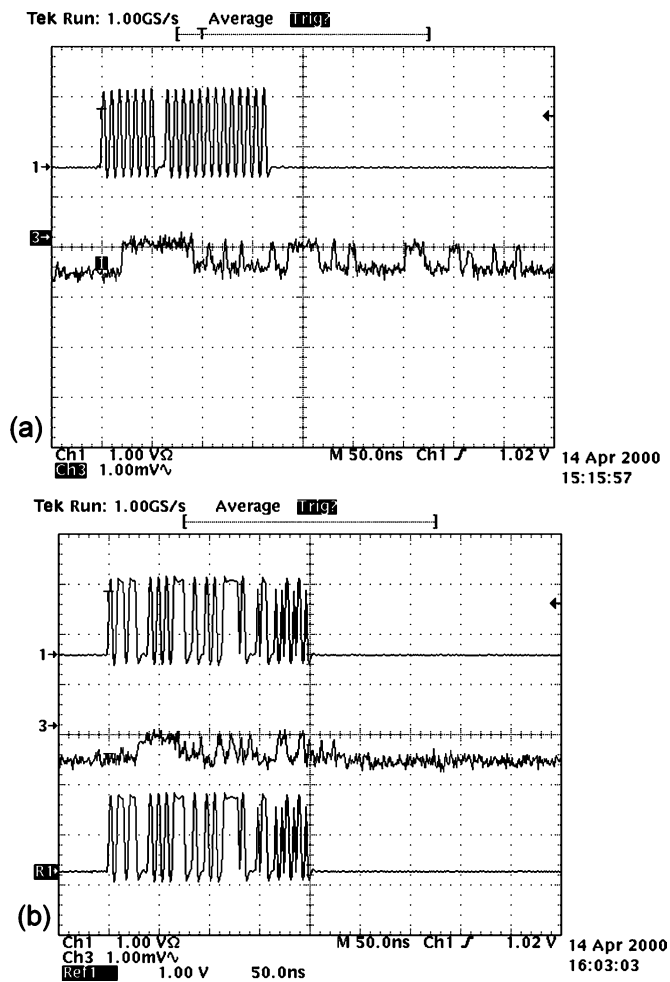 Tek Run: 1.00GS/s Average Trig?
[ T ]
T
1→
3→
T
(a)
Ch1 1.00 VΩ M 50.0ns Ch1 ƒ 1.02 V
Ch3 1.00mV∿
14 Apr 2000
15:15:57
Tek Run: 1.00GS/s Average Trig?
[ ]
1→
3→
R1
(b)
Ch1 1.00 VΩ M 50.0ns Ch1 ƒ 1.02 V
Ch3 1.00mV∿
Ref1 1.00 V 50.0ns
14 Apr 2000
16:03:03